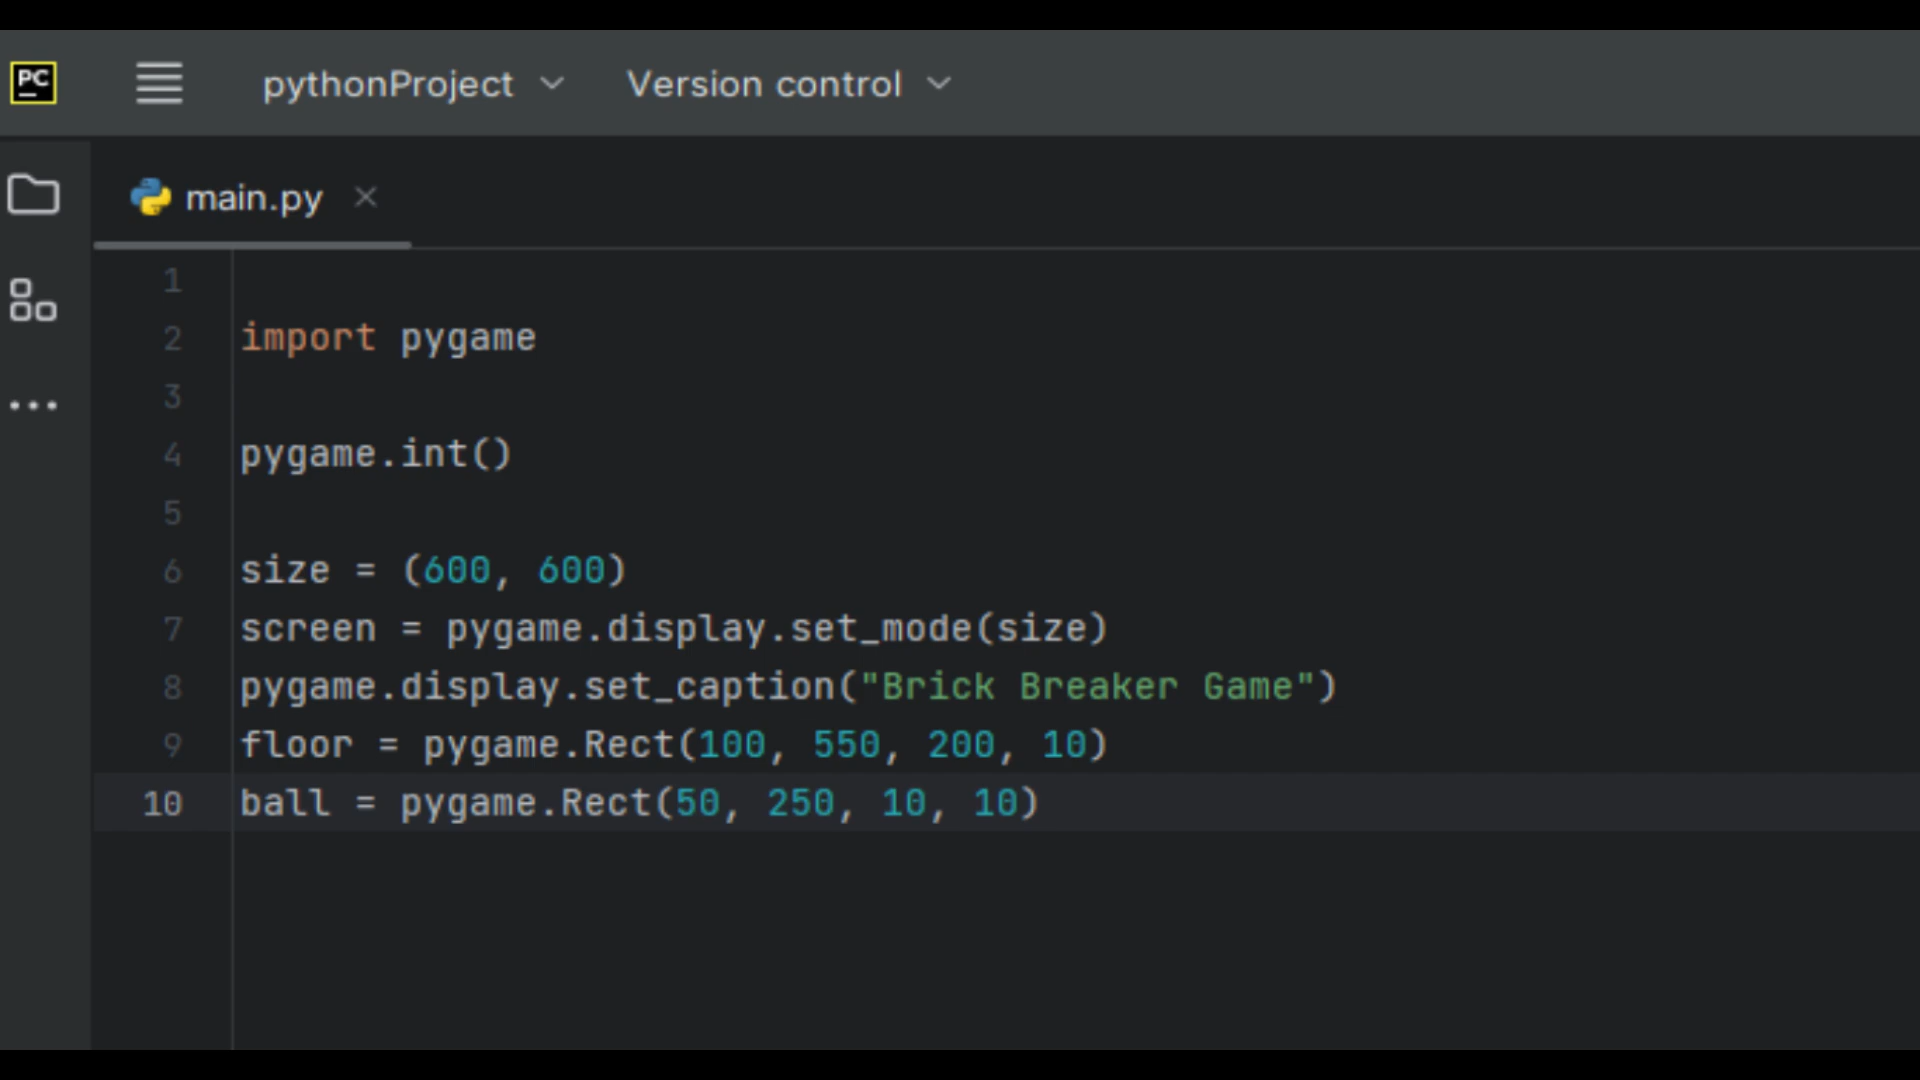 PC
pythonProject Version control
main.py
1
2 import pygame
3
4 pygame.int()
5
6 size = (600, 600)
7 screen = pygame.display.set_mode(size)
8 pygame.display.set_caption("Brick Breaker Game")
9 floor = pygame.Rect(100, 550, 200, 10)
10 ball = pygame.Rect(50, 250, 10, 10)